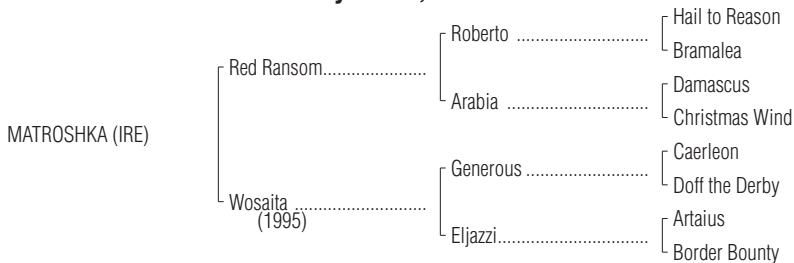 Hail to Reason
Roberto ................................
Bramalea
Red Ransom.........................
Damascus
Arabia ..................................
Christmas Wind
MATROSHKA (IRE)
Caerleon
Generous ..............................
Doff the Derby
Wosaita ................................
(1995)
Artaius
Eljazzi.....................................
Border Bounty